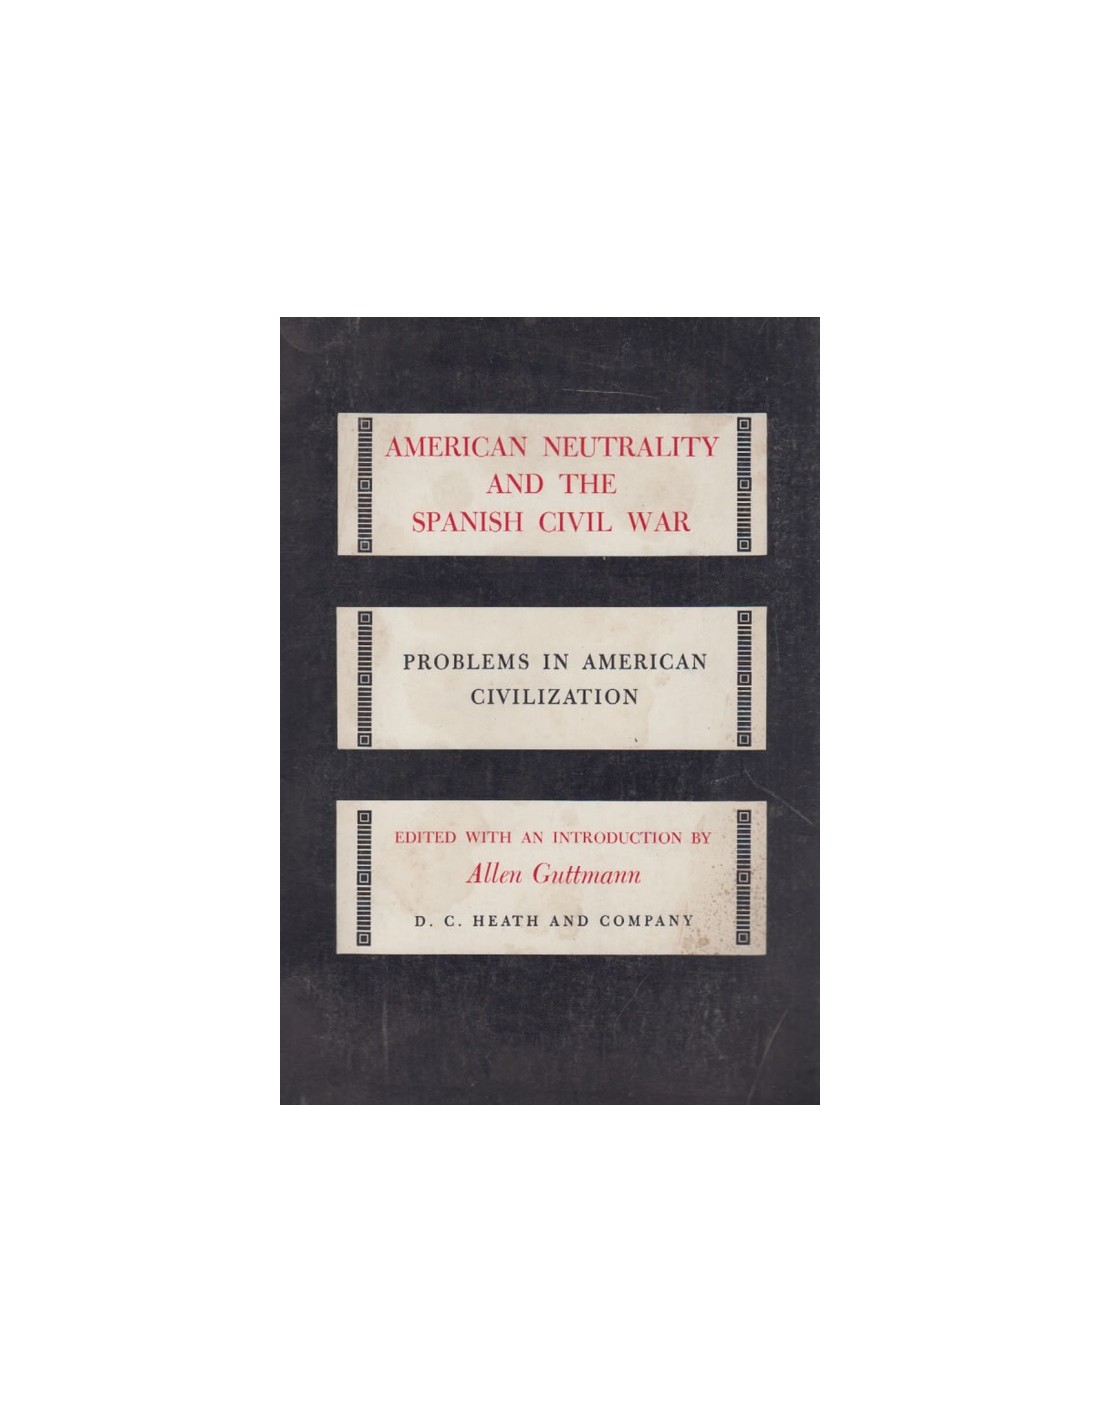 AMERICAN NEUTRALITY
AND THE
SPANISH CIVIL WAR
PROBLEMS IN AMERICAN
CIVILIZATION
EDITED WITH AN INTRODUCTION BY
Allen Guttmann
D. C. HEATH AND COMPANY